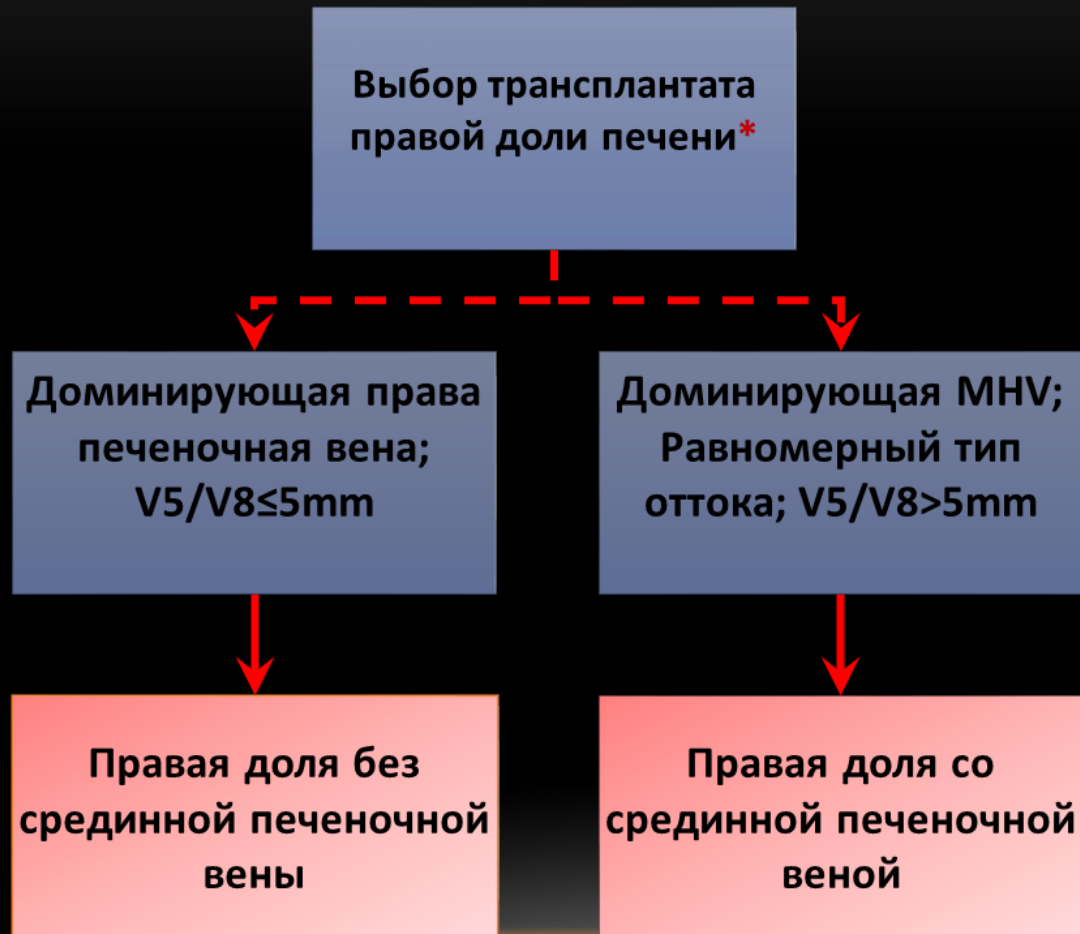 Выбор трансплантата
правой доли печени*
Доминирующая права
печеночная вена;
V5/V8≤5mm
Доминирующая MHV;
Равномерный тип
оттока; V5/V8>5mm
Правая доля без
срединной печеночной
вены
Правая доля со
срединной печеночной
веной